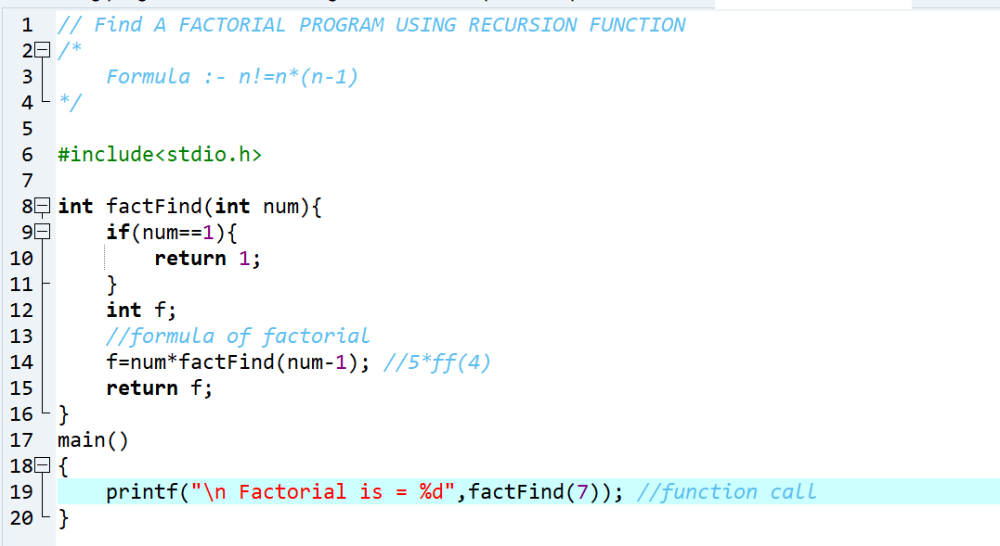 1 // Find A FACTORIAL PROGRAM USING RECURSION FUNCTION
2 /*
3     Formula :- n!=n*(n-1)
4 */
5
6 #include<stdio.h>
7
8 int factFind(int num){
9     if(num==1){
10         return 1;
11     }
12     int f;
13     //formula of factorial
14     f=num*factFind(num-1); //5*ff(4)
15     return f;
16 }
17 main()
18 {
19     printf("\n Factorial is = %d",factFind(7)); //function call
20 }